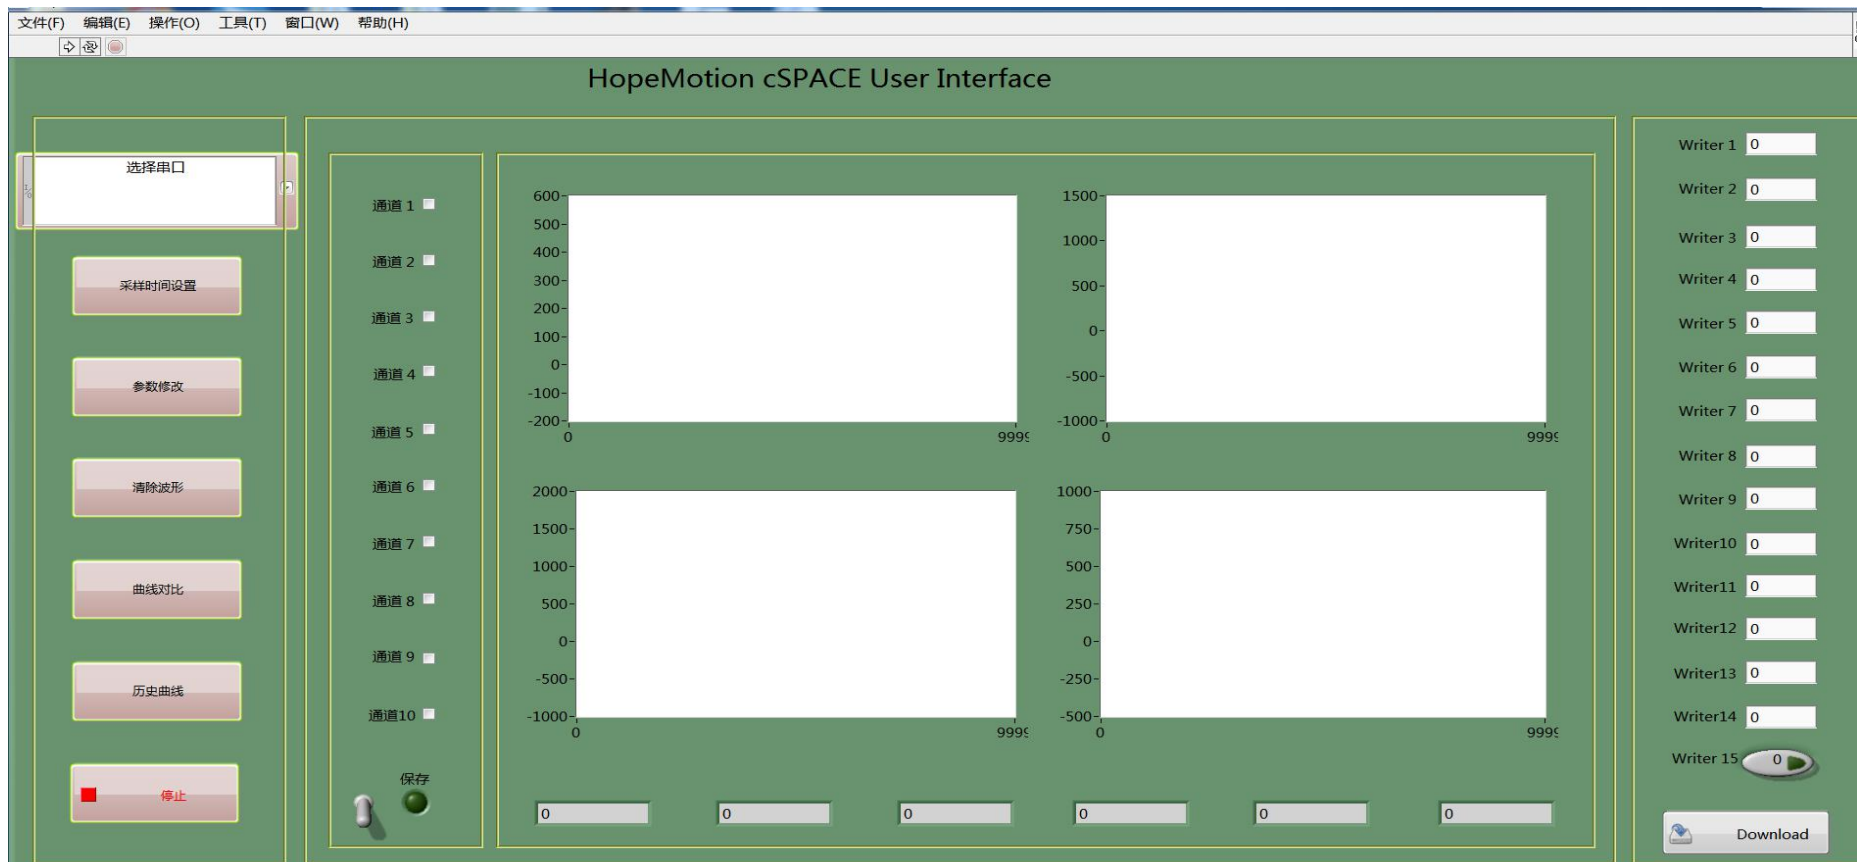 文件(F) 编辑(E) 操作(O) 工具(T) 窗口(W) 帮助(H)
HopeMotion cSPACE User Interface
选择串口
采样时间设置
参数修改
清除波形
曲线对比
历史曲线
停止
通道 1
通道 2
通道 3
通道 4
通道 5
通道 6
通道 7
通道 8
通道 9
通道10
保存
600
500
400
300
200
100
0
-100
-200
0 9999
1500
1000
500
0
-500
-1000
0 9999
2000
1500
1000
500
0
-500
-1000
0 9999
1000
750
500
250
0
-250
-500
0 9999
0 0 0 0 0 0
Writer 1 0
Writer 2 0
Writer 3 0
Writer 4 0
Writer 5 0
Writer 6 0
Writer 7 0
Writer 8 0
Writer 9 0
Writer10 0
Writer11 0
Writer12 0
Writer13 0
Writer14 0
Writer 15 0
Download